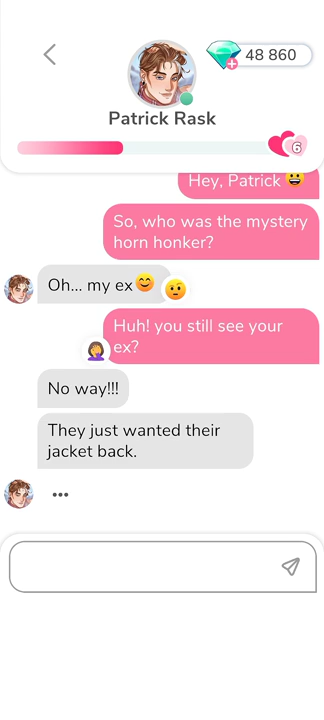 48 860
Patrick Rask
6
Hey, Patrick 😀
So, who was the mystery
horn honker?
Oh... my ex😊
Huh! you still see your
ex?
No way!!!
They just wanted their
jacket back.